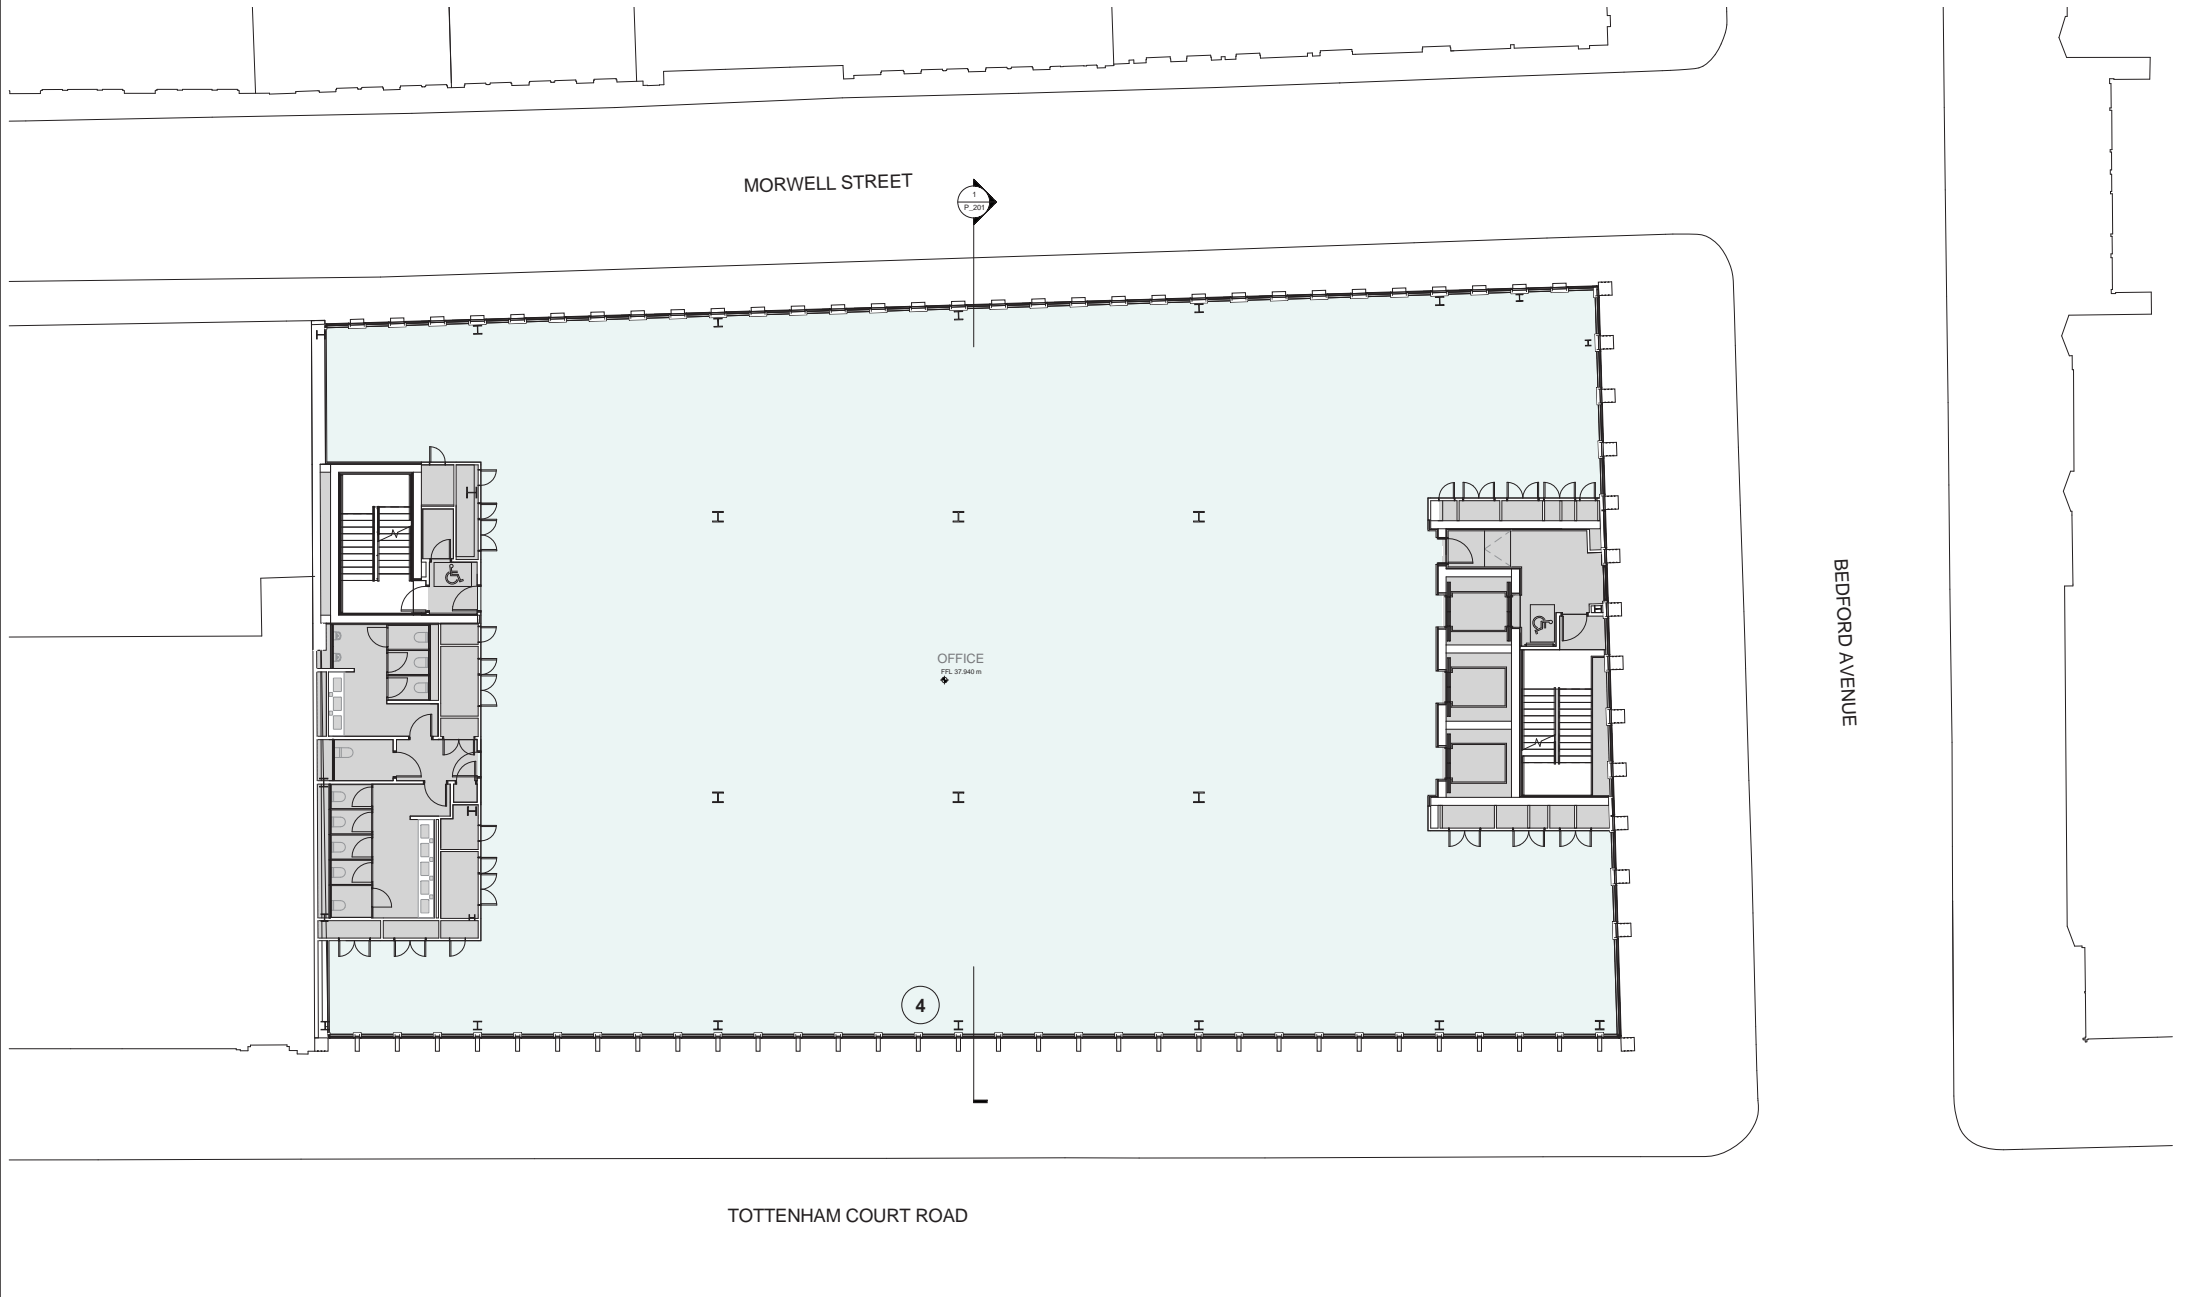 MORWELL STREET
1
P_201
BEDFORD AVENUE
OFFICE
FFL 37.940 m
4
TOTTENHAM COURT ROAD